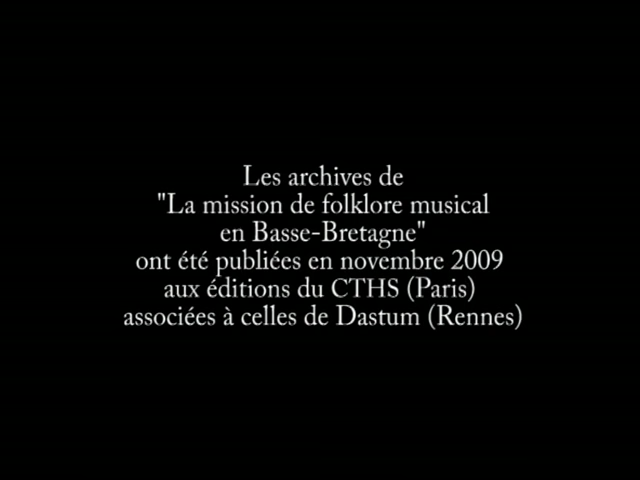 Les archives de
"La mission de folklore musical
en Basse-Bretagne"
ont été publiées en novembre 2009
aux éditions du CTHS (Paris)
associées à celles de Dastum (Rennes)